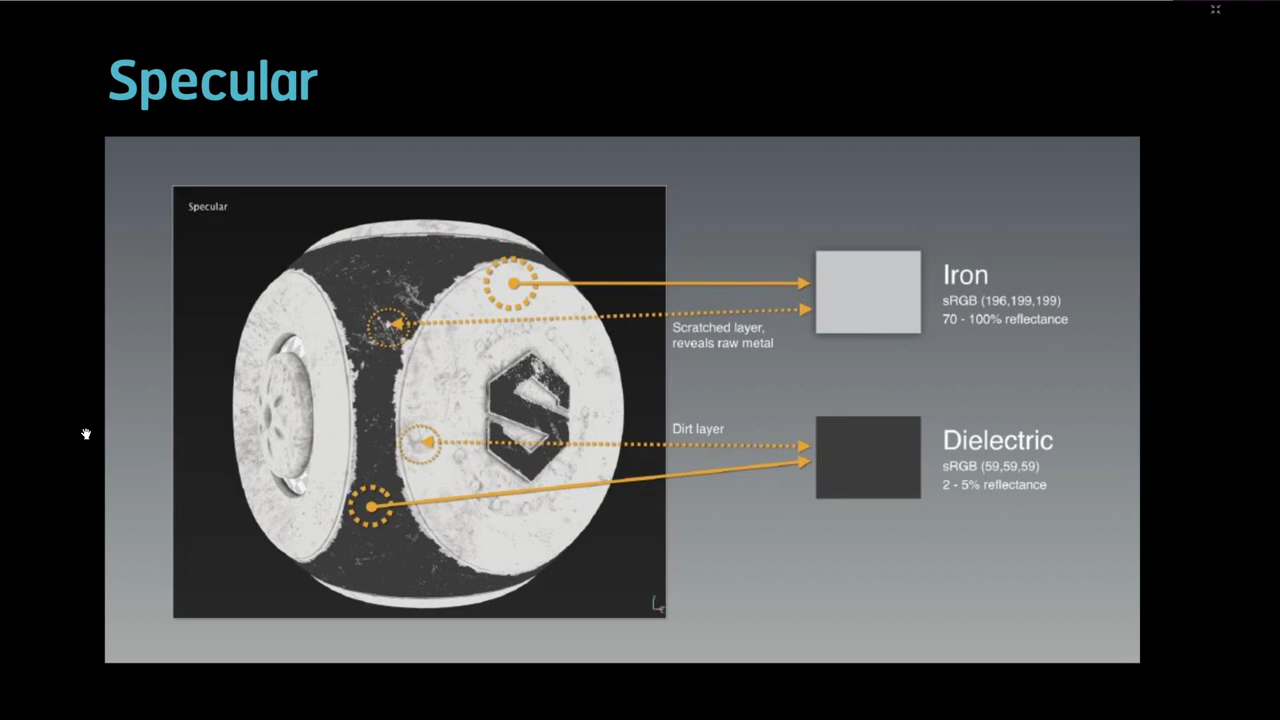 Specular
Specular
Iron
sRGB (196,199,199)
70 - 100% reflectance
Scratched layer,
reveals raw metal
Dirt layer
Dielectric
sRGB (59,59,59)
2 - 5% reflectance